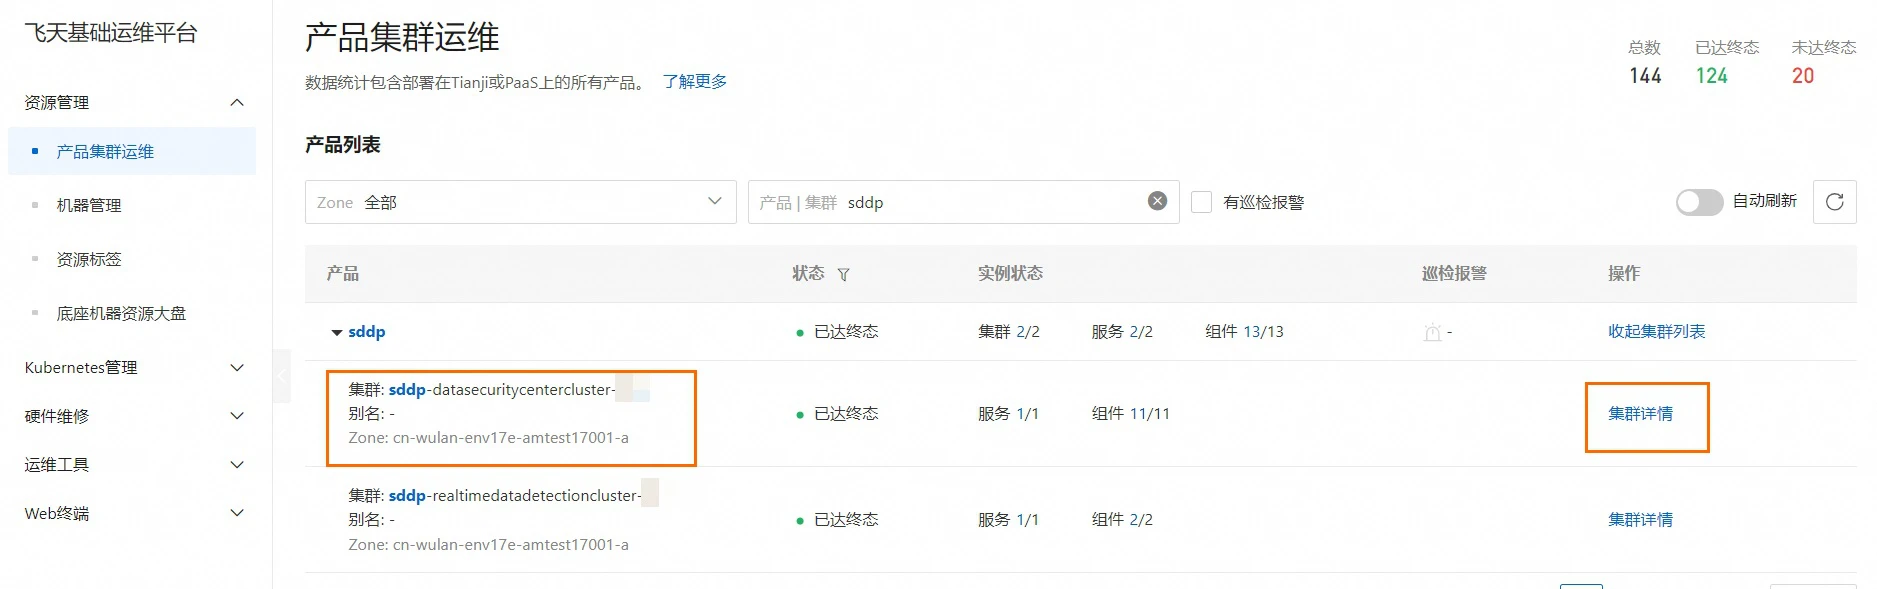 飞天基础运维平台
资源管理
产品集群运维
机器管理
资源标签
底座机器资源大盘
Kubernetes管理
硬件维修
运维工具
Web终端
产品集群运维
数据统计包含部署在Tianji或PaaS上的所有产品。 了解更多
总数 已达终态 未达终态
144 124 20
产品列表
Zone 全部 产品 | 集群 sddp 有巡检报警 自动刷新
产品 状态 实例状态 巡检报警 操作
sddp 已达终态 集群 2/2 服务 2/2 组件 13/13 - 收起集群列表
集群: sddp-datasecuritycentercluster-
别名: - 已达终态 服务 1/1 组件 11/11 集群详情
Zone: cn-wulan-env17e-amtest17001-a
集群: sddp-realtimedatadetectioncluster-
别名: - 已达终态 服务 1/1 组件 2/2 集群详情
Zone: cn-wulan-env17e-amtest17001-a